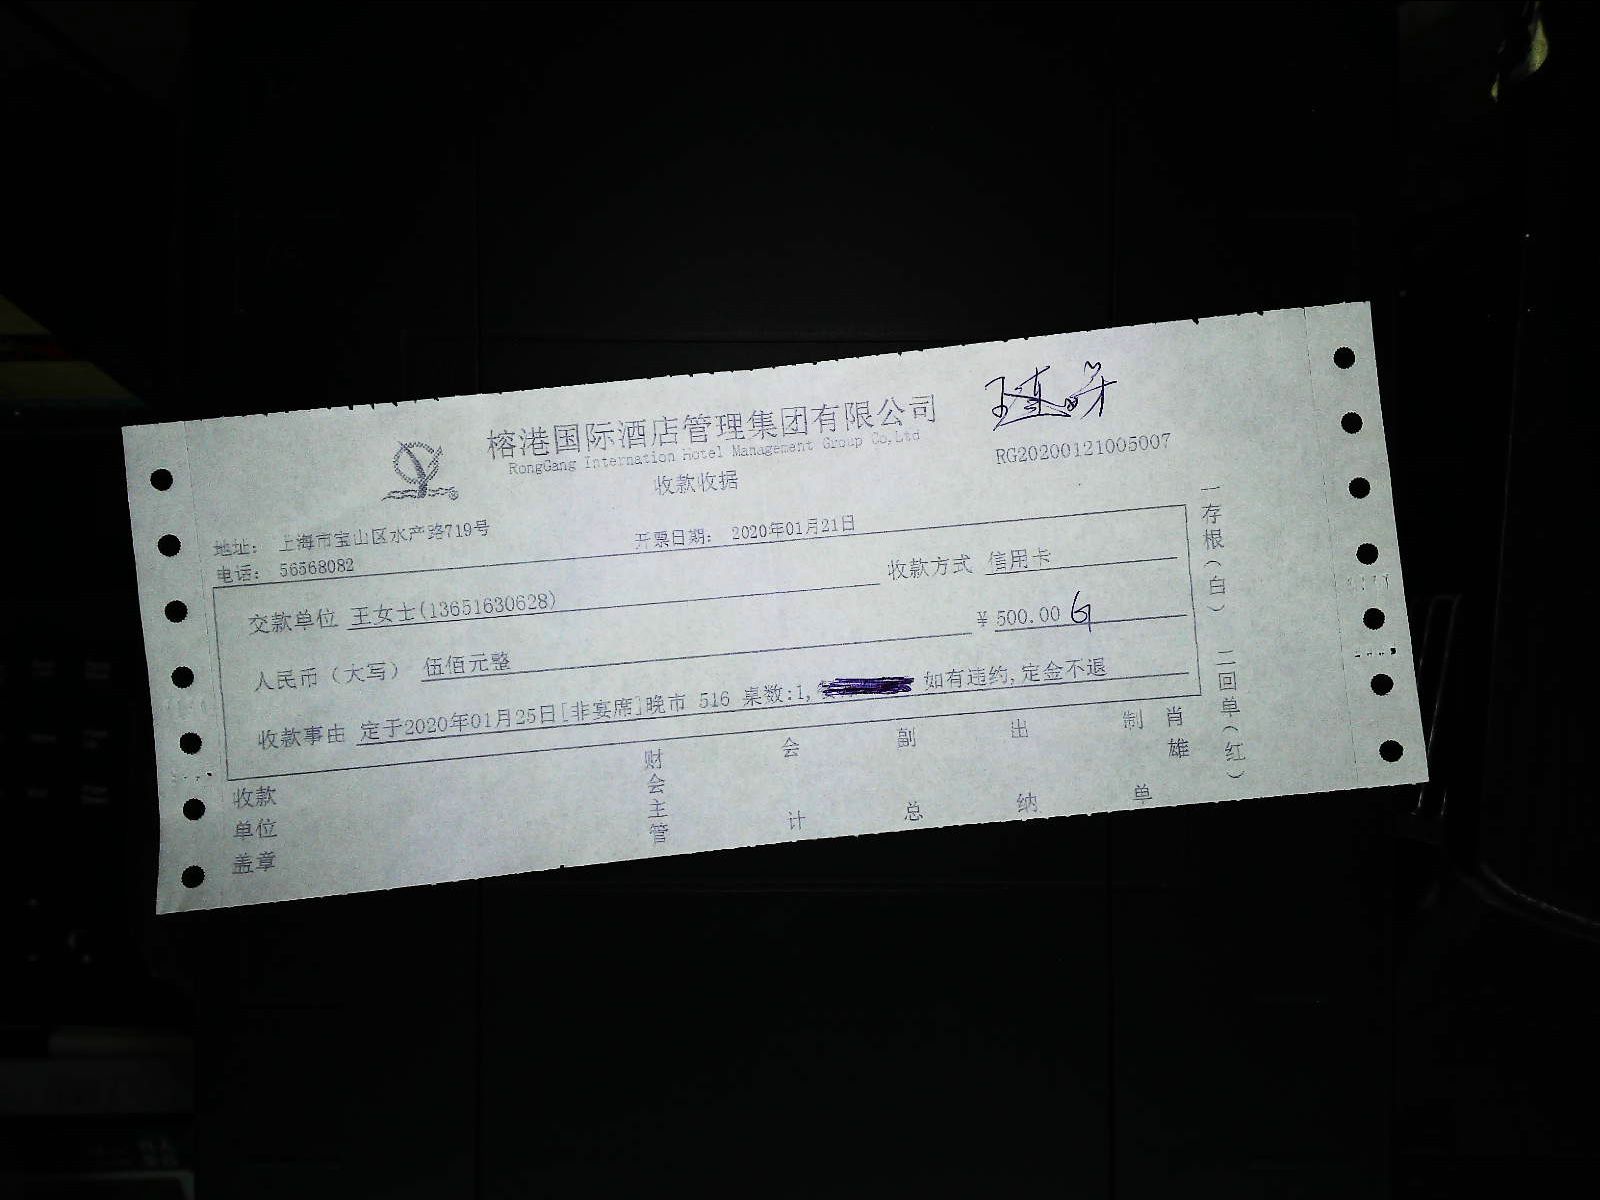 榕港国际酒店管理集团有限公司
RongGang Internation Hotel Management Group Co,Ltd
收款收据
RG20200121005007
地址： 上海市宝山区水产路719号
开票日期： 2020年01月21日
电话： 56568082
交款单位 王女士(13651630628)
收款方式 信用卡
人民币（大写） 伍佰元整
¥ 500.00
收款事由 定于2020年01月25日[非宴席]晚市 516 桌数:1,
如有违约,定金不退
收款单位盖章
财会主管
会计
副总
出纳
制单
肖雄
一存根（白）
二回单（红）